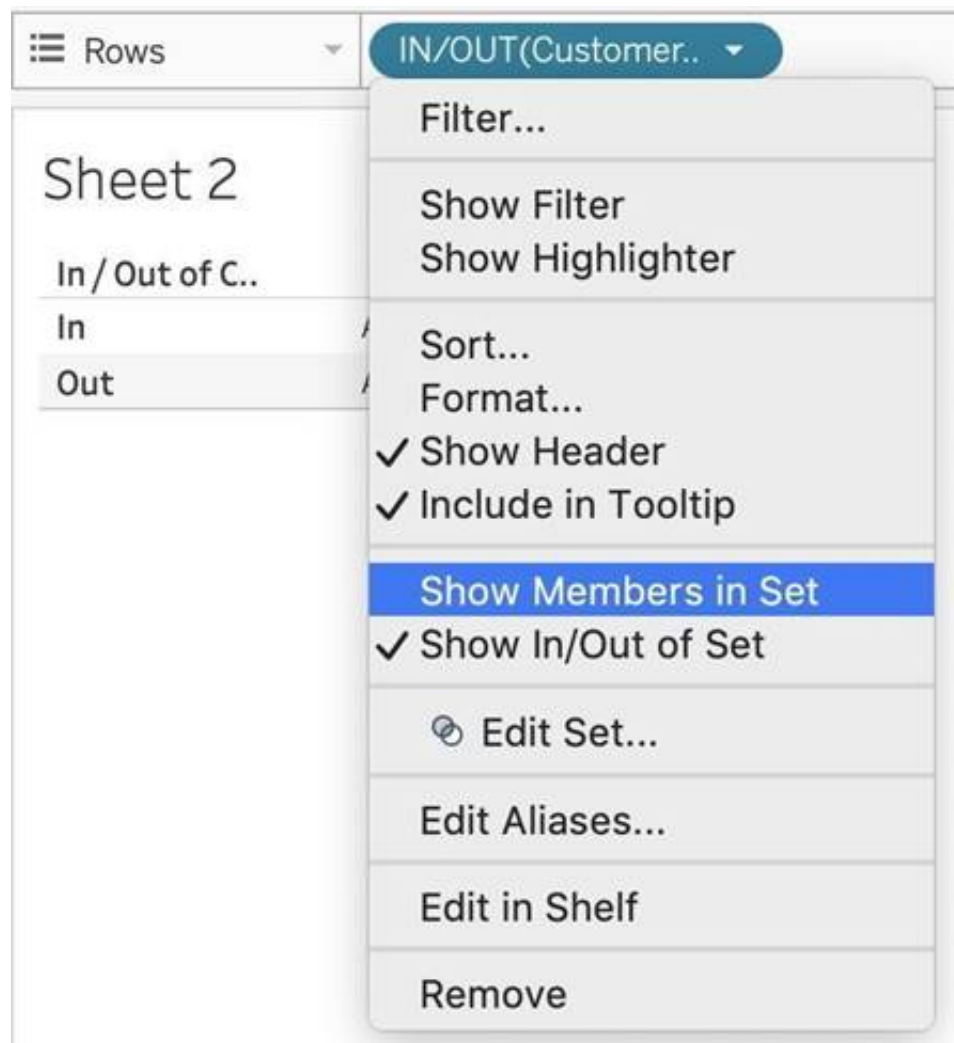 Rows
IN/OUT(Customer..
Filter...
Sheet 2
Show Filter
Show Highlighter
In / Out of C..
In
Out
Sort...
Format...
Show Header
Include in Tooltip
Show Members in Set
Show In/Out of Set
Edit Set...
Edit Aliases...
Edit in Shelf
Remove